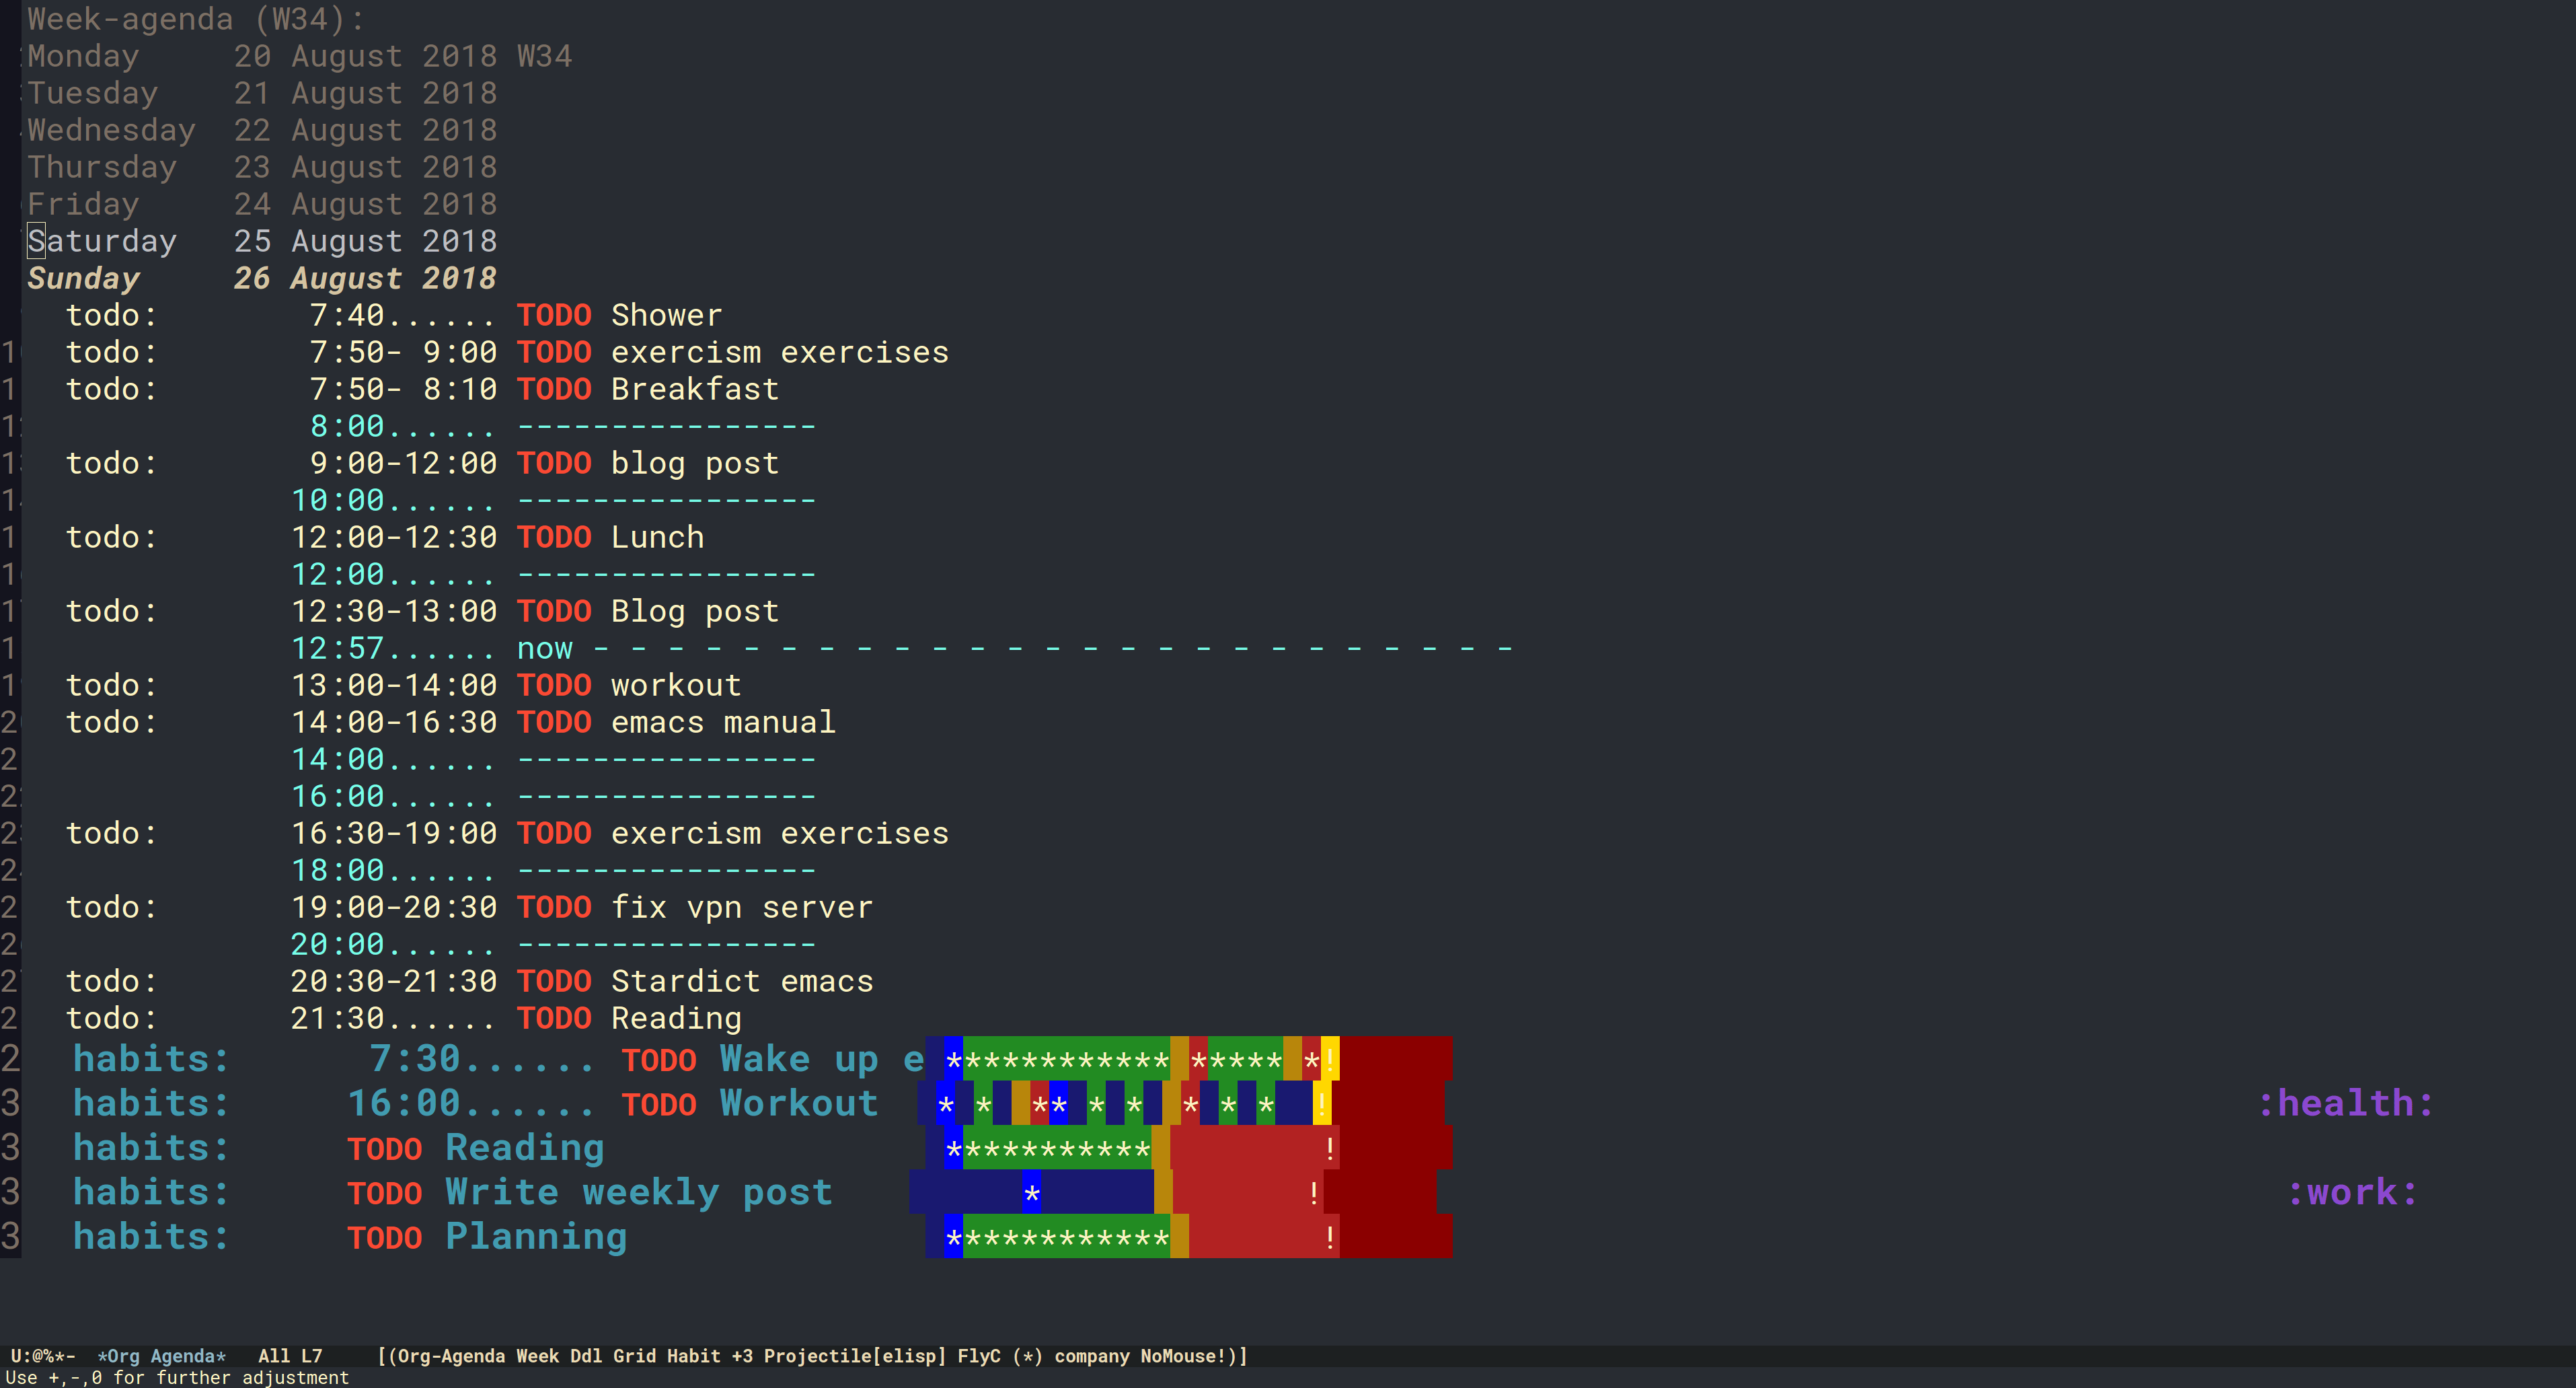 Week-agenda (W34):
Monday     20 August 2018 W34
Tuesday    21 August 2018
Wednesday  22 August 2018
Thursday   23 August 2018
Friday     24 August 2018
Saturday   25 August 2018
Sunday     26 August 2018
todo:        7:40...... TODO Shower
todo:        7:50- 9:00 TODO exercism exercises
todo:        7:50- 8:10 TODO Breakfast
8:00...... ----------------
todo:        9:00-12:00 TODO blog post
10:00...... ----------------
todo:       12:00-12:30 TODO Lunch
12:00...... ----------------
todo:       12:30-13:00 TODO Blog post
12:57...... now - - - - - - - - - - - - - - - - - - - - - - - - -
todo:       13:00-14:00 TODO workout
todo:       14:00-16:30 TODO emacs manual
14:00...... ----------------
16:00...... ----------------
todo:       16:30-19:00 TODO exercism exercises
18:00...... ----------------
todo:       19:00-20:30 TODO fix vpn server
20:00...... ----------------
todo:       20:30-21:30 TODO Stardict emacs
todo:       21:30...... TODO Reading
habits:      7:30...... TODO Wake up e *********** ***** *!
habits:     16:00...... TODO Workout * * ** * * * * * ! :health:
habits:     TODO Reading *********** !
habits:     TODO Write weekly post * ! :work:
habits:     TODO Planning ************ !
U:@%*-  *Org Agenda*   All L7     [(Org-Agenda Week Ddl Grid Habit +3 Projectile[elisp] FlyC (*) company NoMouse!)]
Use +,-,0 for further adjustment